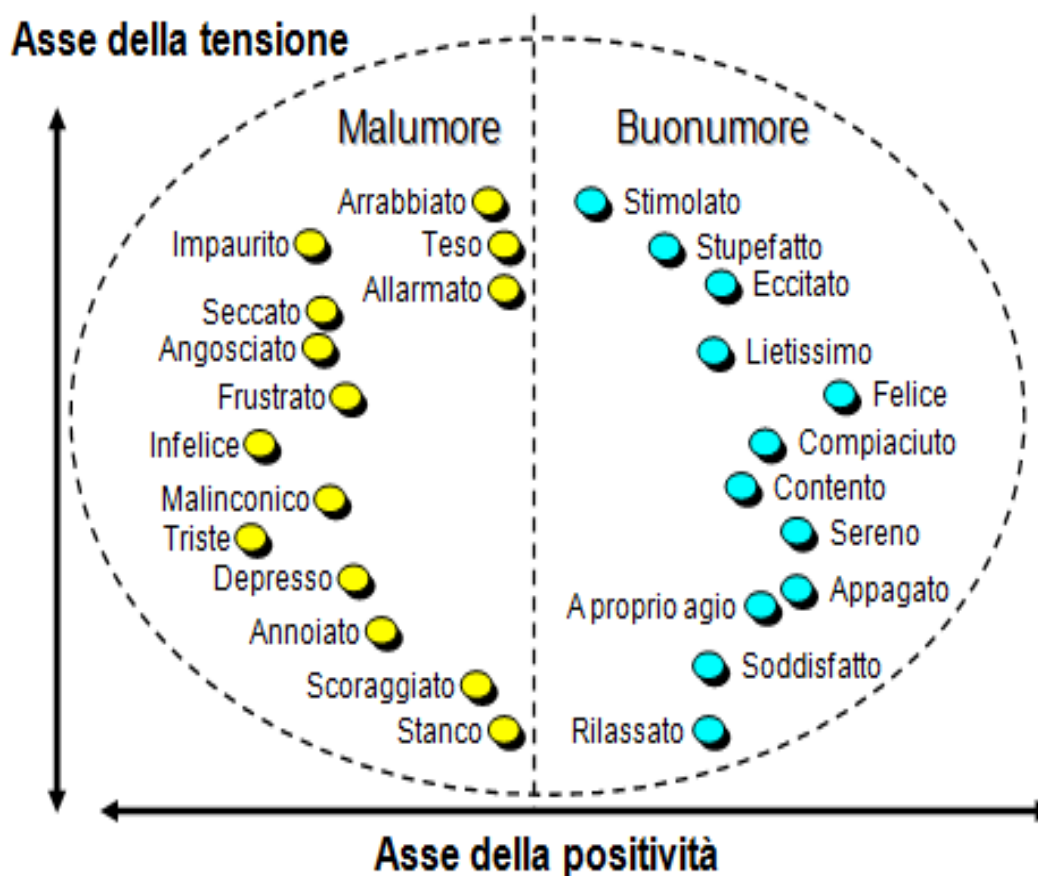 Asse della tensione
Malumore
Buonumore
Arrabbiato
Stimolato
Impaurito
Teso
Stupefatto
Allarmato
Eccitato
Seccato
Angosciato
Lietissimo
Frustrato
Felice
Infelice
Compiaciuto
Malinconico
Contento
Triste
Sereno
Depresso
Appagato
A proprio agio
Annoiato
Soddisfatto
Scoraggiato
Stanco
Rilassato
Asse della positività